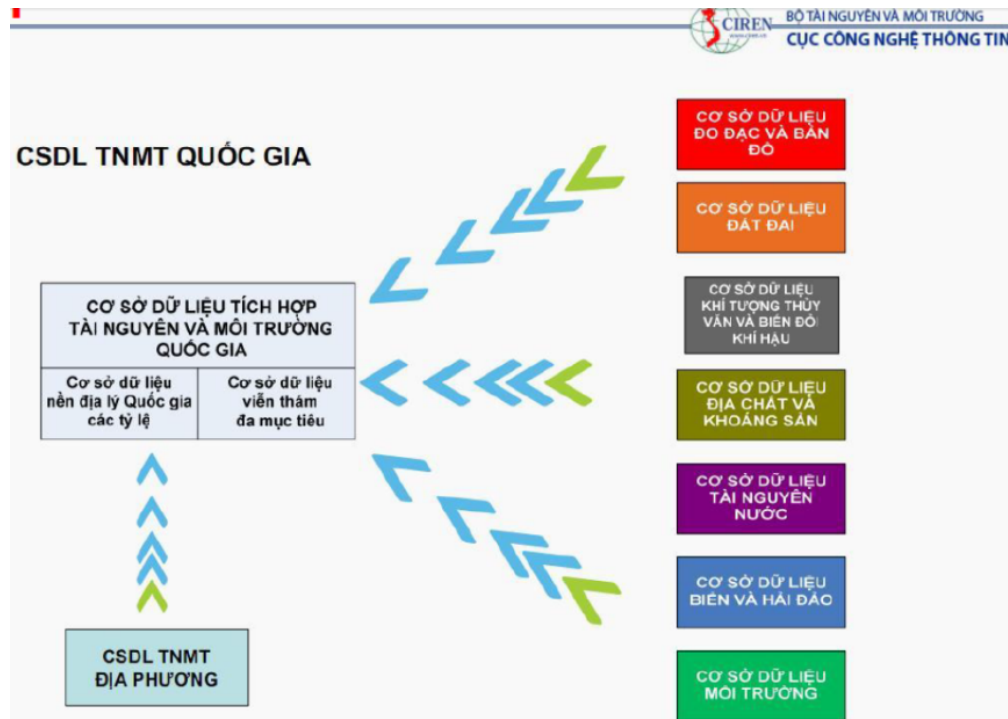 CIREN
www.ciren.vn
BỘ TÀI NGUYÊN VÀ MÔI TRƯỜNG
CỤC CÔNG NGHỆ THÔNG TIN
CSDL TNMT QUỐC GIA
CƠ SỞ DỮ LIỆU
ĐO ĐẠC VÀ BẢN
ĐỒ
CƠ SỞ DỮ LIỆU
ĐẤT ĐAI
CƠ SỞ DỮ LIỆU
KHÍ TƯỢNG THỦY
VĂN VÀ BIẾN ĐỔI
KHÍ HẬU
CƠ SỞ DỮ LIỆU
ĐỊA CHẤT VÀ
KHOÁNG SẢN
CƠ SỞ DỮ LIỆU
TÀI NGUYÊN
NƯỚC
CƠ SỞ DỮ LIỆU
BIỂN VÀ HẢI ĐẢO
CƠ SỞ DỮ LIỆU
MÔI TRƯỜNG
CƠ SỞ DỮ LIỆU TÍCH HỢP
TÀI NGUYÊN VÀ MÔI TRƯỜNG
QUỐC GIA
Cơ sở dữ liệu
nền địa lý Quốc gia
các tỷ lệ
Cơ sở dữ liệu
viễn thám
đa mục tiêu
CSDL TNMT
ĐỊA PHƯƠNG